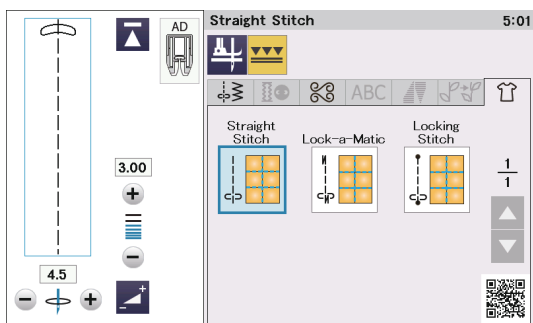 AD
3.00
4.5
Straight Stitch
5:01
ABC
Straight
Stitch
Lock-a-Matic
Locking
Stitch
1
1